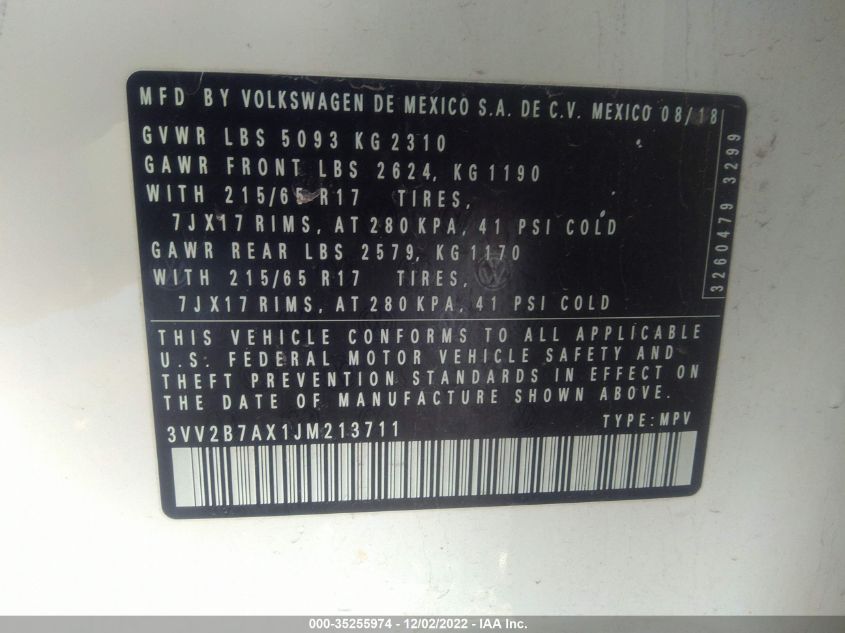 MFD BY VOLKSWAGEN DE MEXICO S.A. DE C.V. MEXICO 08/18
GVWR LBS 5093 KG 2310
GAWR FRONT LBS 2624, KG 1190
WITH 215/65 R17 TIRES,
7JX17 RIMS, AT 280 KPA, 41 PSI COLD
GAWR REAR LBS 2579, KG 1170
WITH 215/65 R17 TIRES,
7JX17 RIMS, AT 280 KPA, 41 PSI COLD
3260479 3299
THIS VEHICLE CONFORMS TO ALL APPLICABLE
U.S. FEDERAL MOTOR VEHICLE SAFETY AND
THEFT PREVENTION STANDARDS IN EFFECT ON
THE DATE OF MANUFACTURE SHOWN ABOVE.
3VV2B7AX1JM213711 TYPE: MPV
000-35255974 - 12/02/2022 - IAA Inc.